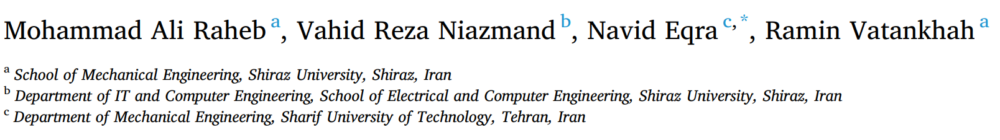 Mohammad Ali Raheb a, Vahid Reza Niazmand b, Navid Eqra c,*, Ramin Vatankhah a
a School of Mechanical Engineering, Shiraz University, Shiraz, Iran
b Department of IT and Computer Engineering, School of Electrical and Computer Engineering, Shiraz University, Shiraz, Iran
c Department of Mechanical Engineering, Sharif University of Technology, Tehran, Iran